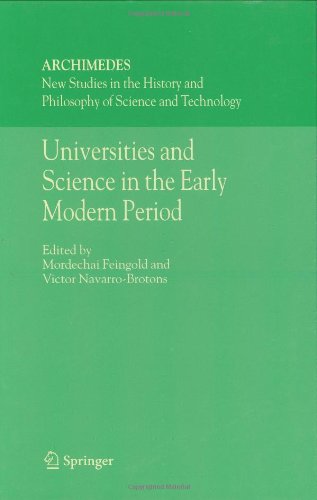 ARCHIMEDES
New Studies in the History and
Philosophy of Science and Technology
Universities and
Science in the Early
Modern Period
Edited by
Mordechai Feingold and
Victor Navarro-Brotons
Springer